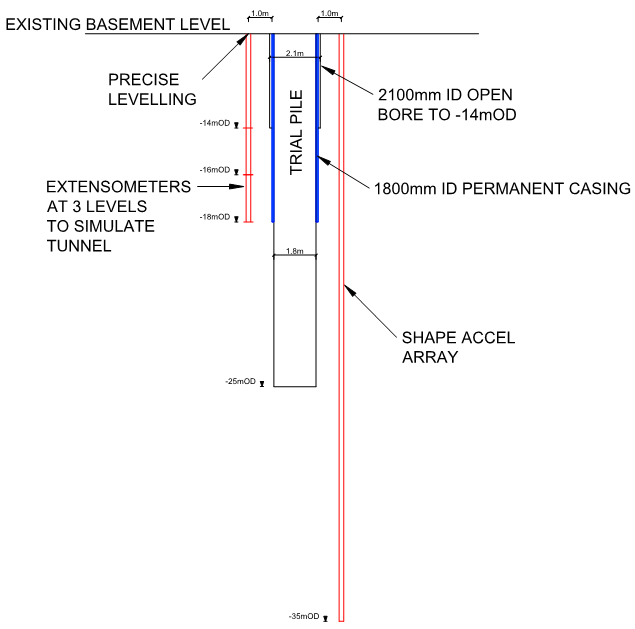 1.0m
1.0m
EXISTING BASEMENT LEVEL
2.1m
PRECISE
LEVELLING
2100mm ID OPEN
BORE TO -14mOD
-14mOD
TRIAL PILE
-16mOD
EXTENSOMETERS
AT 3 LEVELS
TO SIMULATE
TUNNEL
1800mm ID PERMANENT CASING
-18mOD
1.8m
SHAPE ACCEL
ARRAY
-25mOD
-35mOD